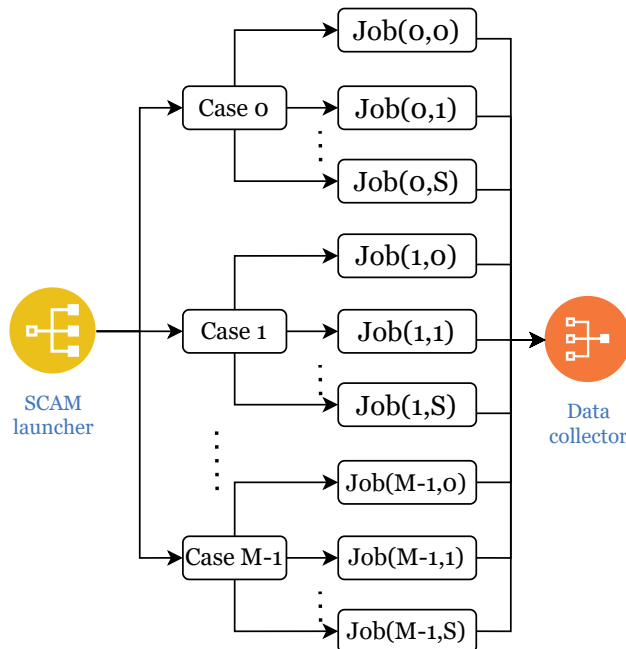 Job(0,0)
Case 0
Job(0,1)
Job(0,S)
Job(1,0)
Case 1
Job(1,1)
Job(1,S)
SCAM
launcher
Data
collector
Job(M-1,0)
Case M-1
Job(M-1,1)
Job(M-1,S)